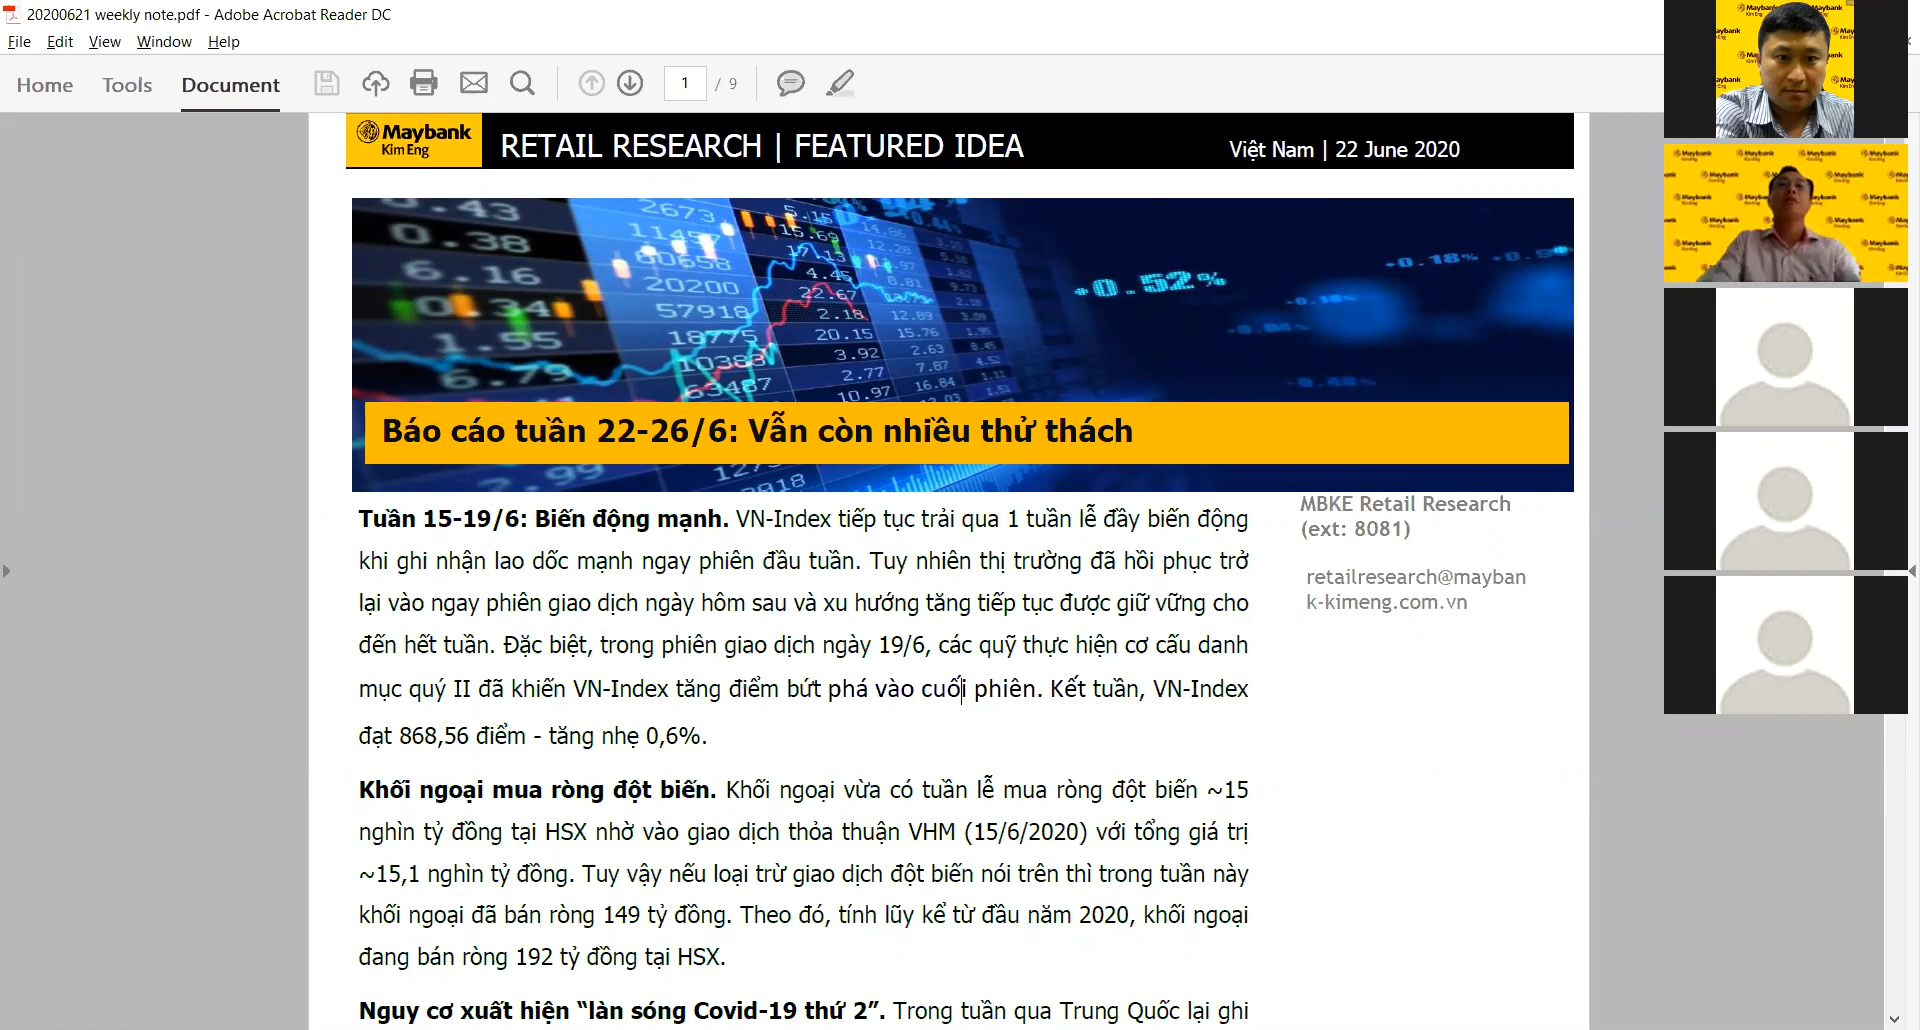 20200621 weekly note.pdf - Adobe Acrobat Reader DC
File Edit View Window Help
Home Tools Document 1 / 9
Maybank
Kim Eng
RETAIL RESEARCH | FEATURED IDEA
Việt Nam | 22 June 2020
Báo cáo tuần 22-26/6: Vẫn còn nhiều thử thách
Tuần 15-19/6: Biến động mạnh. VN-Index tiếp tục trải qua 1 tuần lễ đầy biến động
khi ghi nhận lao dốc mạnh ngay phiên đầu tuần. Tuy nhiên thị trường đã hồi phục trở
lại vào ngay phiên giao dịch ngày hôm sau và xu hướng tăng tiếp tục được giữ vững cho
đến hết tuần. Đặc biệt, trong phiên giao dịch ngày 19/6, các quỹ thực hiện cơ cấu danh
mục quý II đã khiến VN-Index tăng điểm bứt phá vào cuối phiên. Kết tuần, VN-Index
đạt 868,56 điểm - tăng nhẹ 0,6%.
Khối ngoại mua ròng đột biến. Khối ngoại vừa có tuần lễ mua ròng đột biến ~15
nghìn tỷ đồng tại HSX nhờ vào giao dịch thỏa thuận VHM (15/6/2020) với tổng giá trị
~15,1 nghìn tỷ đồng. Tuy vậy nếu loại trừ giao dịch đột biến nói trên thì trong tuần này
khối ngoại đã bán ròng 149 tỷ đồng. Theo đó, tính lũy kể từ đầu năm 2020, khối ngoại
đang bán ròng 192 tỷ đồng tại HSX.
Nguy cơ xuất hiện “làn sóng Covid-19 thứ 2”. Trong tuần qua Trung Quốc lại ghi
MBKE Retail Research
(ext: 8081)
retailresearch@mayban
k-kimeng.com.vn